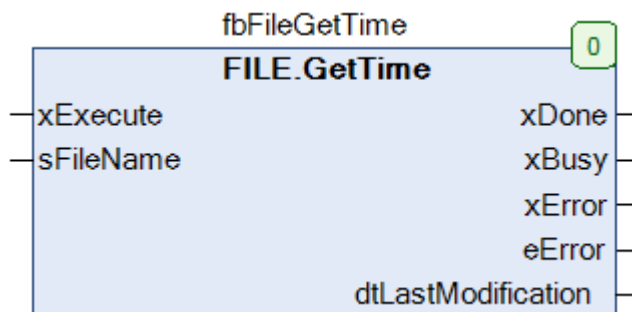 fbFileGetTime
0
FILE.GetTime
xExecute xDone
sFileName xBusy
xError
eError
dtLastModification